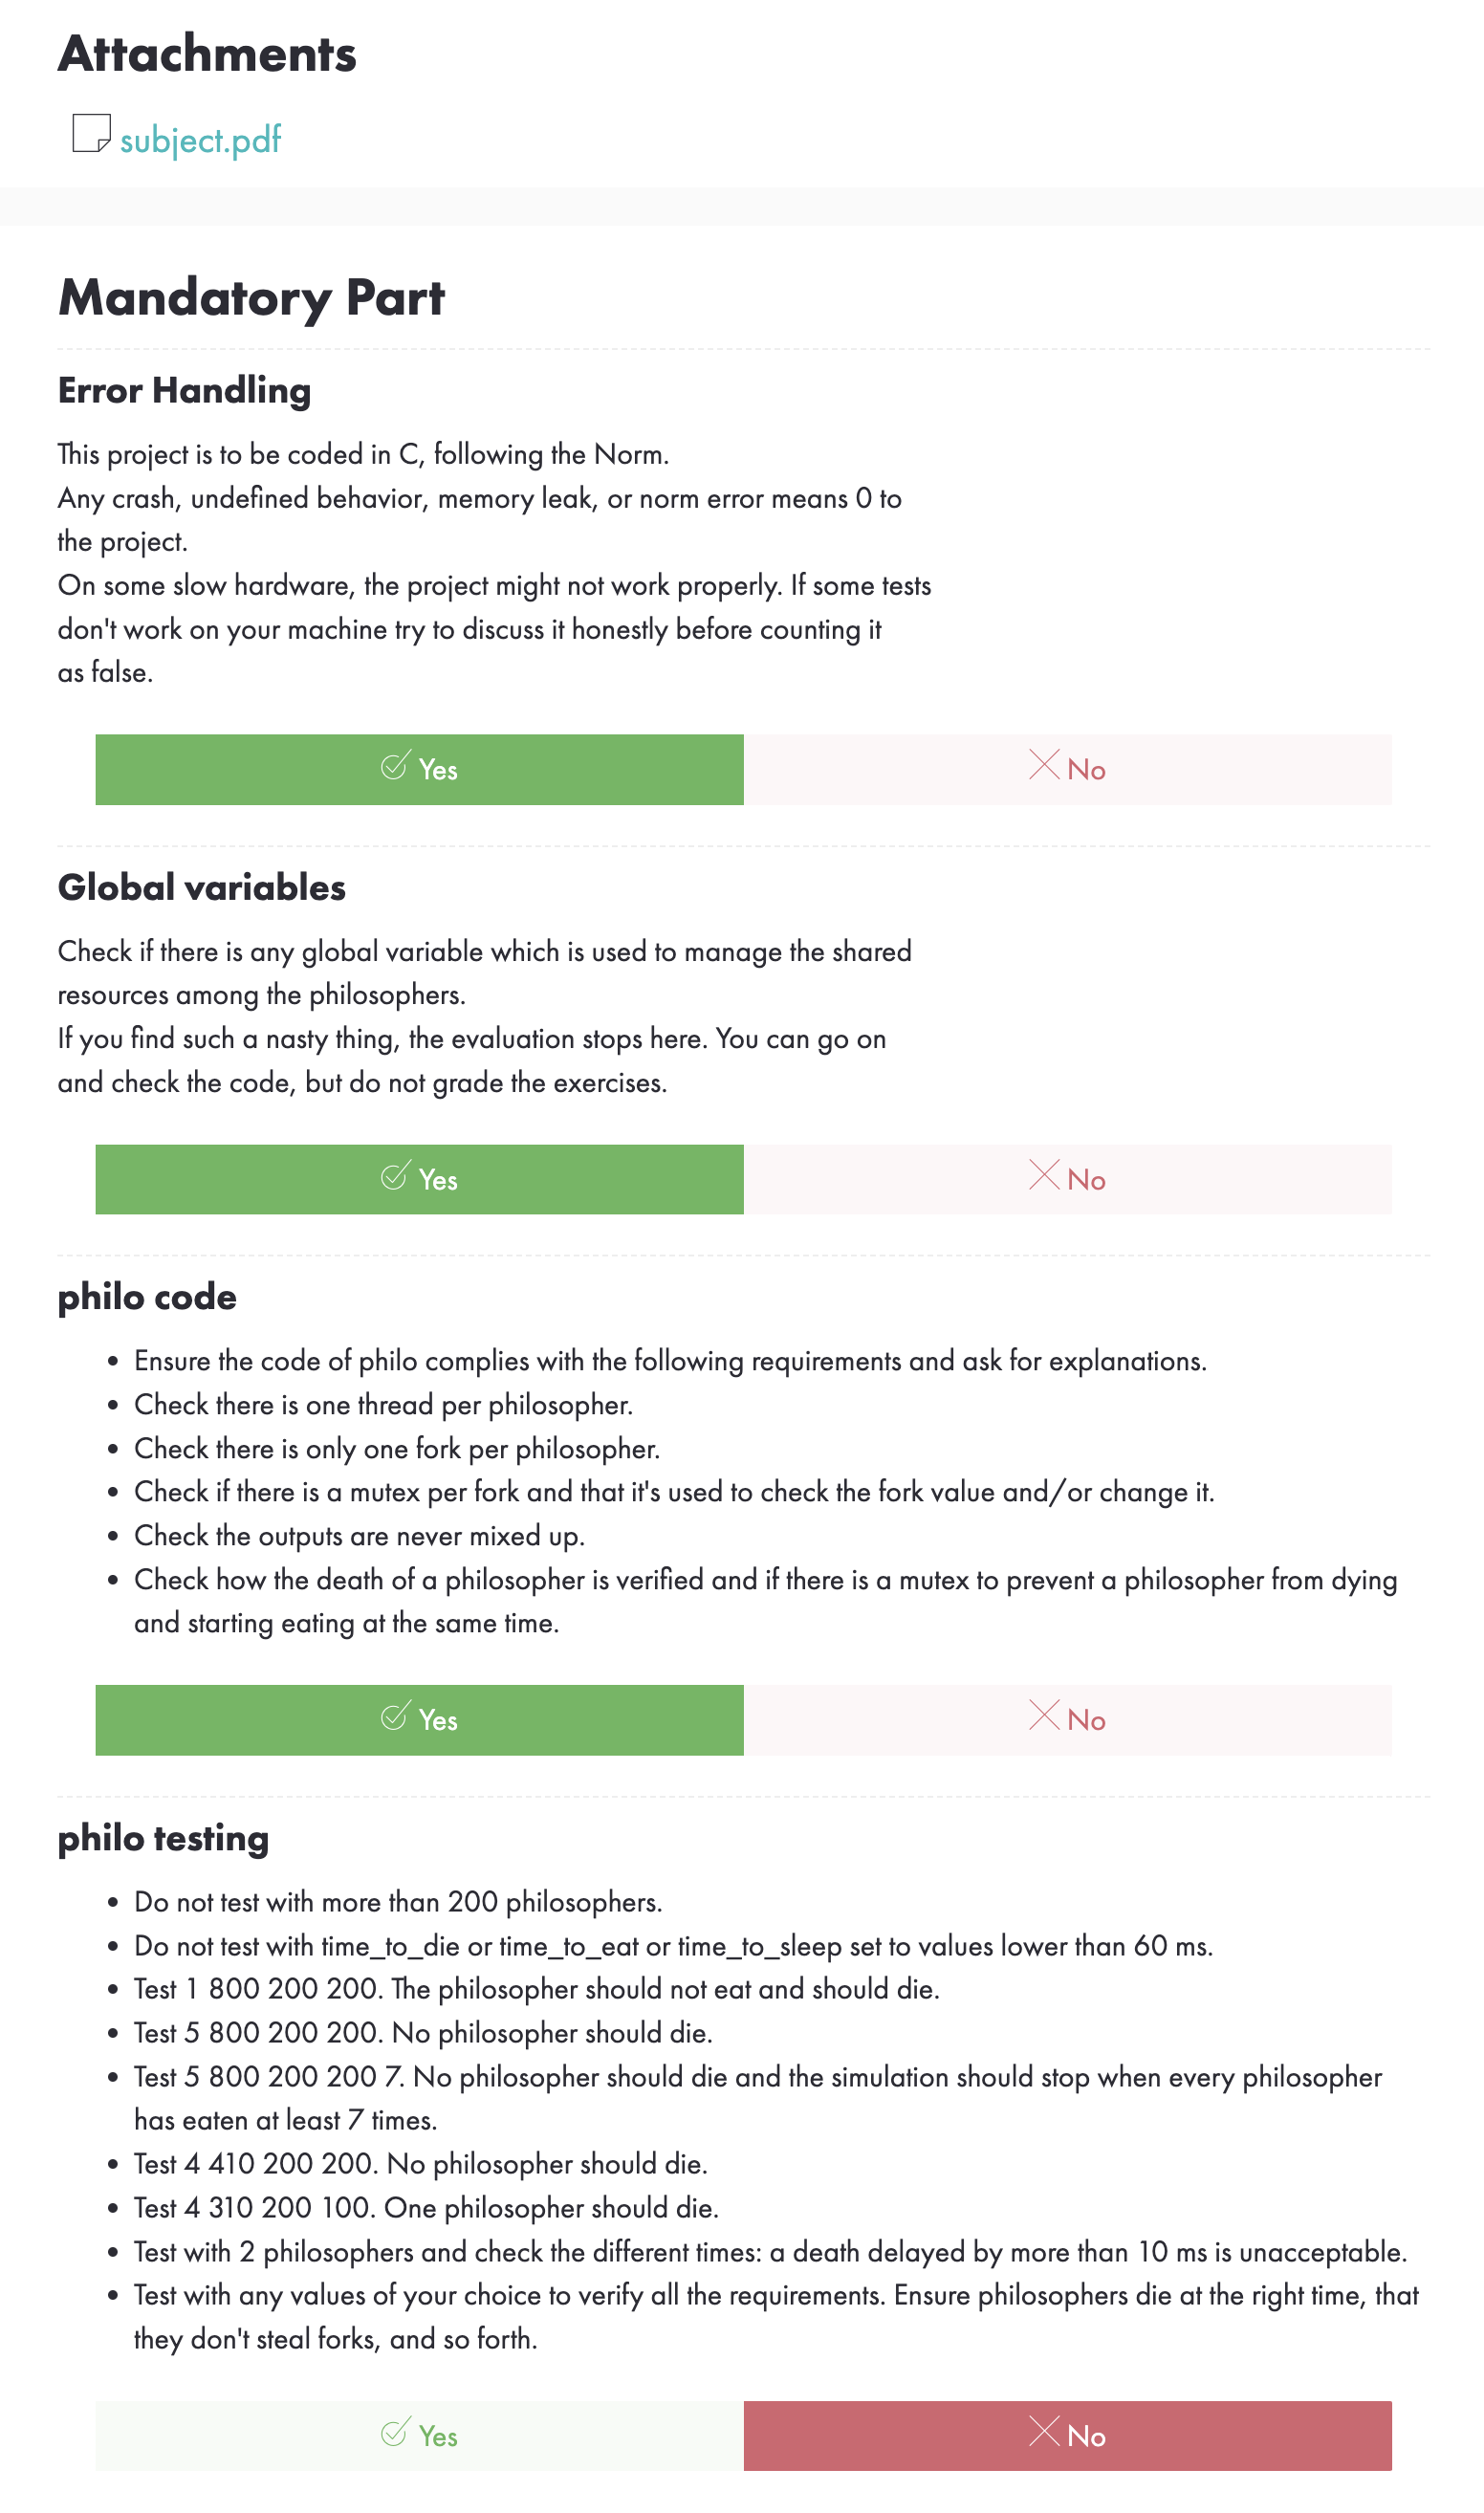 Attachments
subject.pdf
Mandatory Part
Error Handling
This project is to be coded in C, following the Norm.
Any crash, undefined behavior, memory leak, or norm error means 0 to
the project.
On some slow hardware, the project might not work properly. If some tests
don't work on your machine try to discuss it honestly before counting it
as false.
Yes
No
Global variables
Check if there is any global variable which is used to manage the shared
resources among the philosophers.
If you find such a nasty thing, the evaluation stops here. You can go on
and check the code, but do not grade the exercises.
Yes
No
philo code
• Ensure the code of philo complies with the following requirements and ask for explanations.
• Check there is one thread per philosopher.
• Check there is only one fork per philosopher.
• Check if there is a mutex per fork and that it's used to check the fork value and/or change it.
• Check the outputs are never mixed up.
• Check how the death of a philosopher is verified and if there is a mutex to prevent a philosopher from dying
and starting eating at the same time.
Yes
No
philo testing
• Do not test with more than 200 philosophers.
• Do not test with time_to_die or time_to_eat or time_to_sleep set to values lower than 60 ms.
• Test 1 800 200 200. The philosopher should not eat and should die.
• Test 5 800 200 200. No philosopher should die.
• Test 5 800 200 200 7. No philosopher should die and the simulation should stop when every philosopher
has eaten at least 7 times.
• Test 4 410 200 200. No philosopher should die.
• Test 4 310 200 100. One philosopher should die.
• Test with 2 philosophers and check the different times: a death delayed by more than 10 ms is unacceptable.
• Test with any values of your choice to verify all the requirements. Ensure philosophers die at the right time, that
they don't steal forks, and so forth.
Yes
No